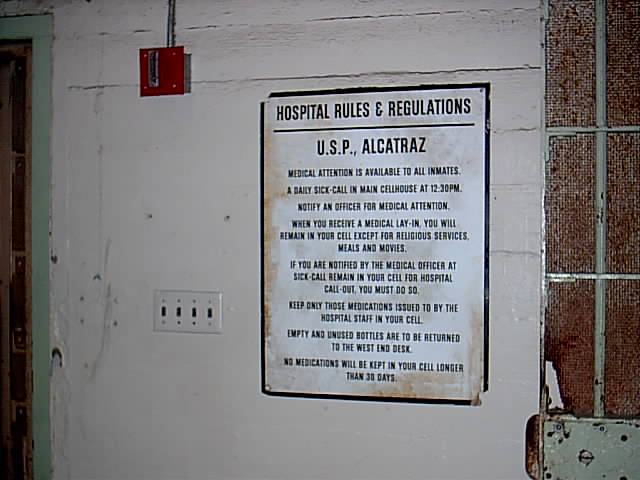 HOSPITAL RULES & REGULATIONS
U.S.P., ALCATRAZ
MEDICAL ATTENTION IS AVAILABLE TO ALL INMATES.
A DAILY SICK-CALL IN MAIN CELLHOUSE AT 12:30PM.
NOTIFY AN OFFICER FOR MEDICAL ATTENTION.
WHEN YOU RECEIVE A MEDICAL LAY-IN, YOU WILL
REMAIN IN YOUR CELL EXCEPT FOR RELIGIOUS SERVICES,
MEALS AND MOVIES.
IF YOU ARE NOTIFIED BY THE MEDICAL OFFICER AT
SICK-CALL REMAIN IN YOUR CELL FOR HOSPITAL
CALL-OUT, YOU MUST DO SO.
KEEP ONLY THOSE MEDICATIONS ISSUED TO BY THE
HOSPITAL STAFF IN YOUR CELL.
EMPTY AND UNUSED BOTTLES ARE TO BE RETURNED
TO THE WEST END DESK.
NO MEDICATIONS WILL BE KEPT IN YOUR CELL LONGER
THAN 30 DAYS.